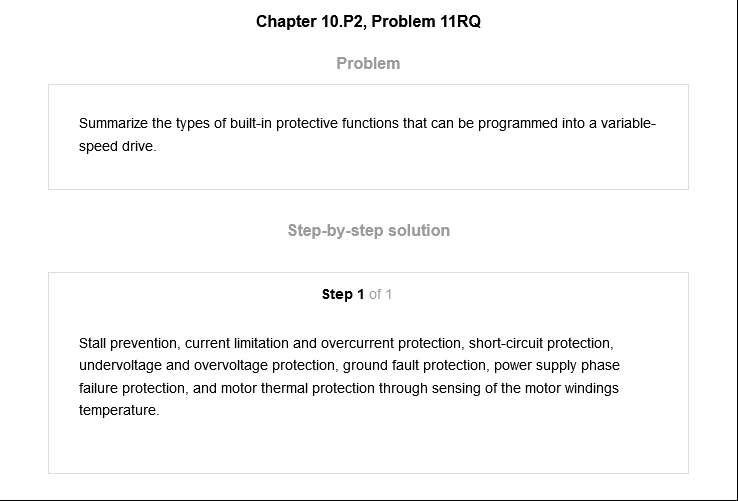 Chapter 10.P2, Problem 11RQ
Problem
Summarize the types of built-in protective functions that can be programmed into a variable-
speed drive.
Step-by-step solution
Step 1 of 1
Stall prevention, current limitation and overcurrent protection, short-circuit protection,
undervoltage and overvoltage protection, ground fault protection, power supply phase
failure protection, and motor thermal protection through sensing of the motor windings
temperature.